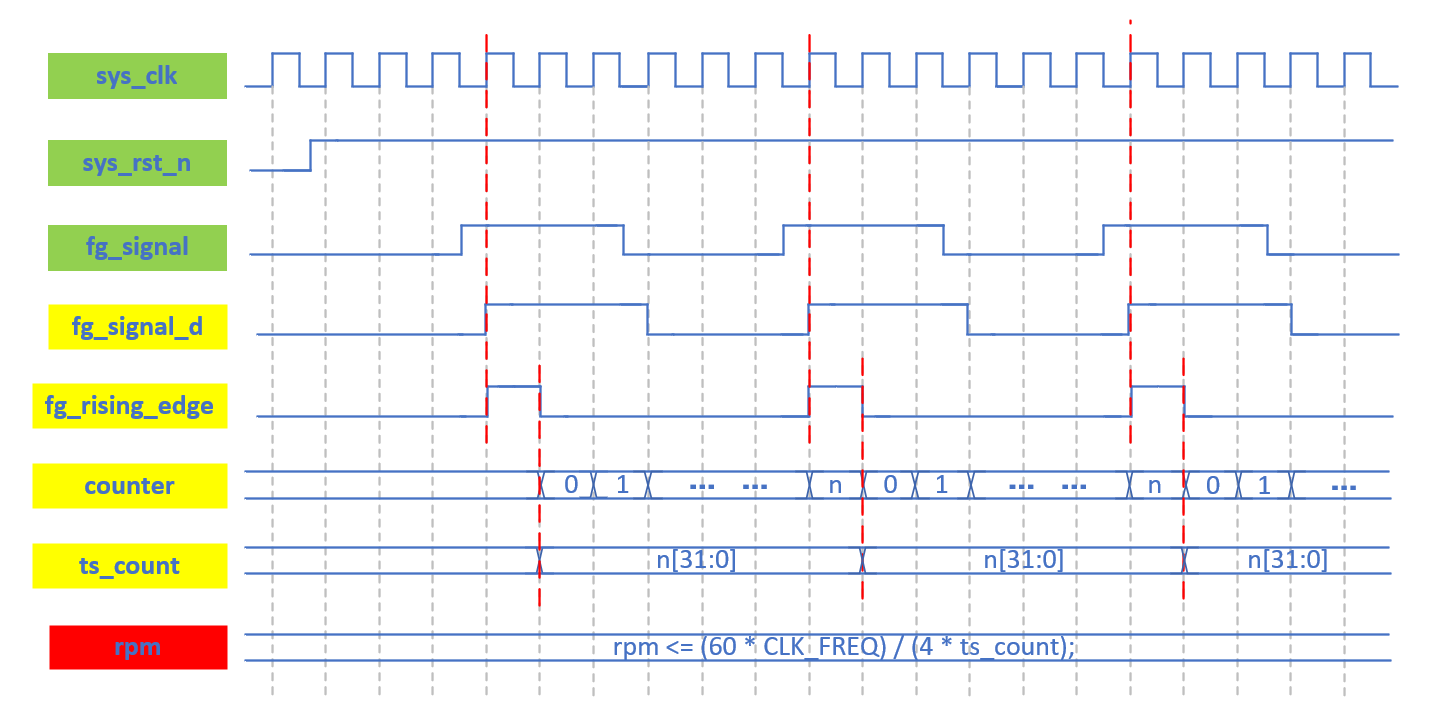 sys_clk
sys_rst_n
fg_signal
fg_signal_d
fg_rising_edge
counter
0 1 ... ... n 0 1 ... ... n 0 1 ...
ts_count
n[31:0] n[31:0] n[31:0]
rpm
rpm <= (60 * CLK_FREQ) / (4 * ts_count);